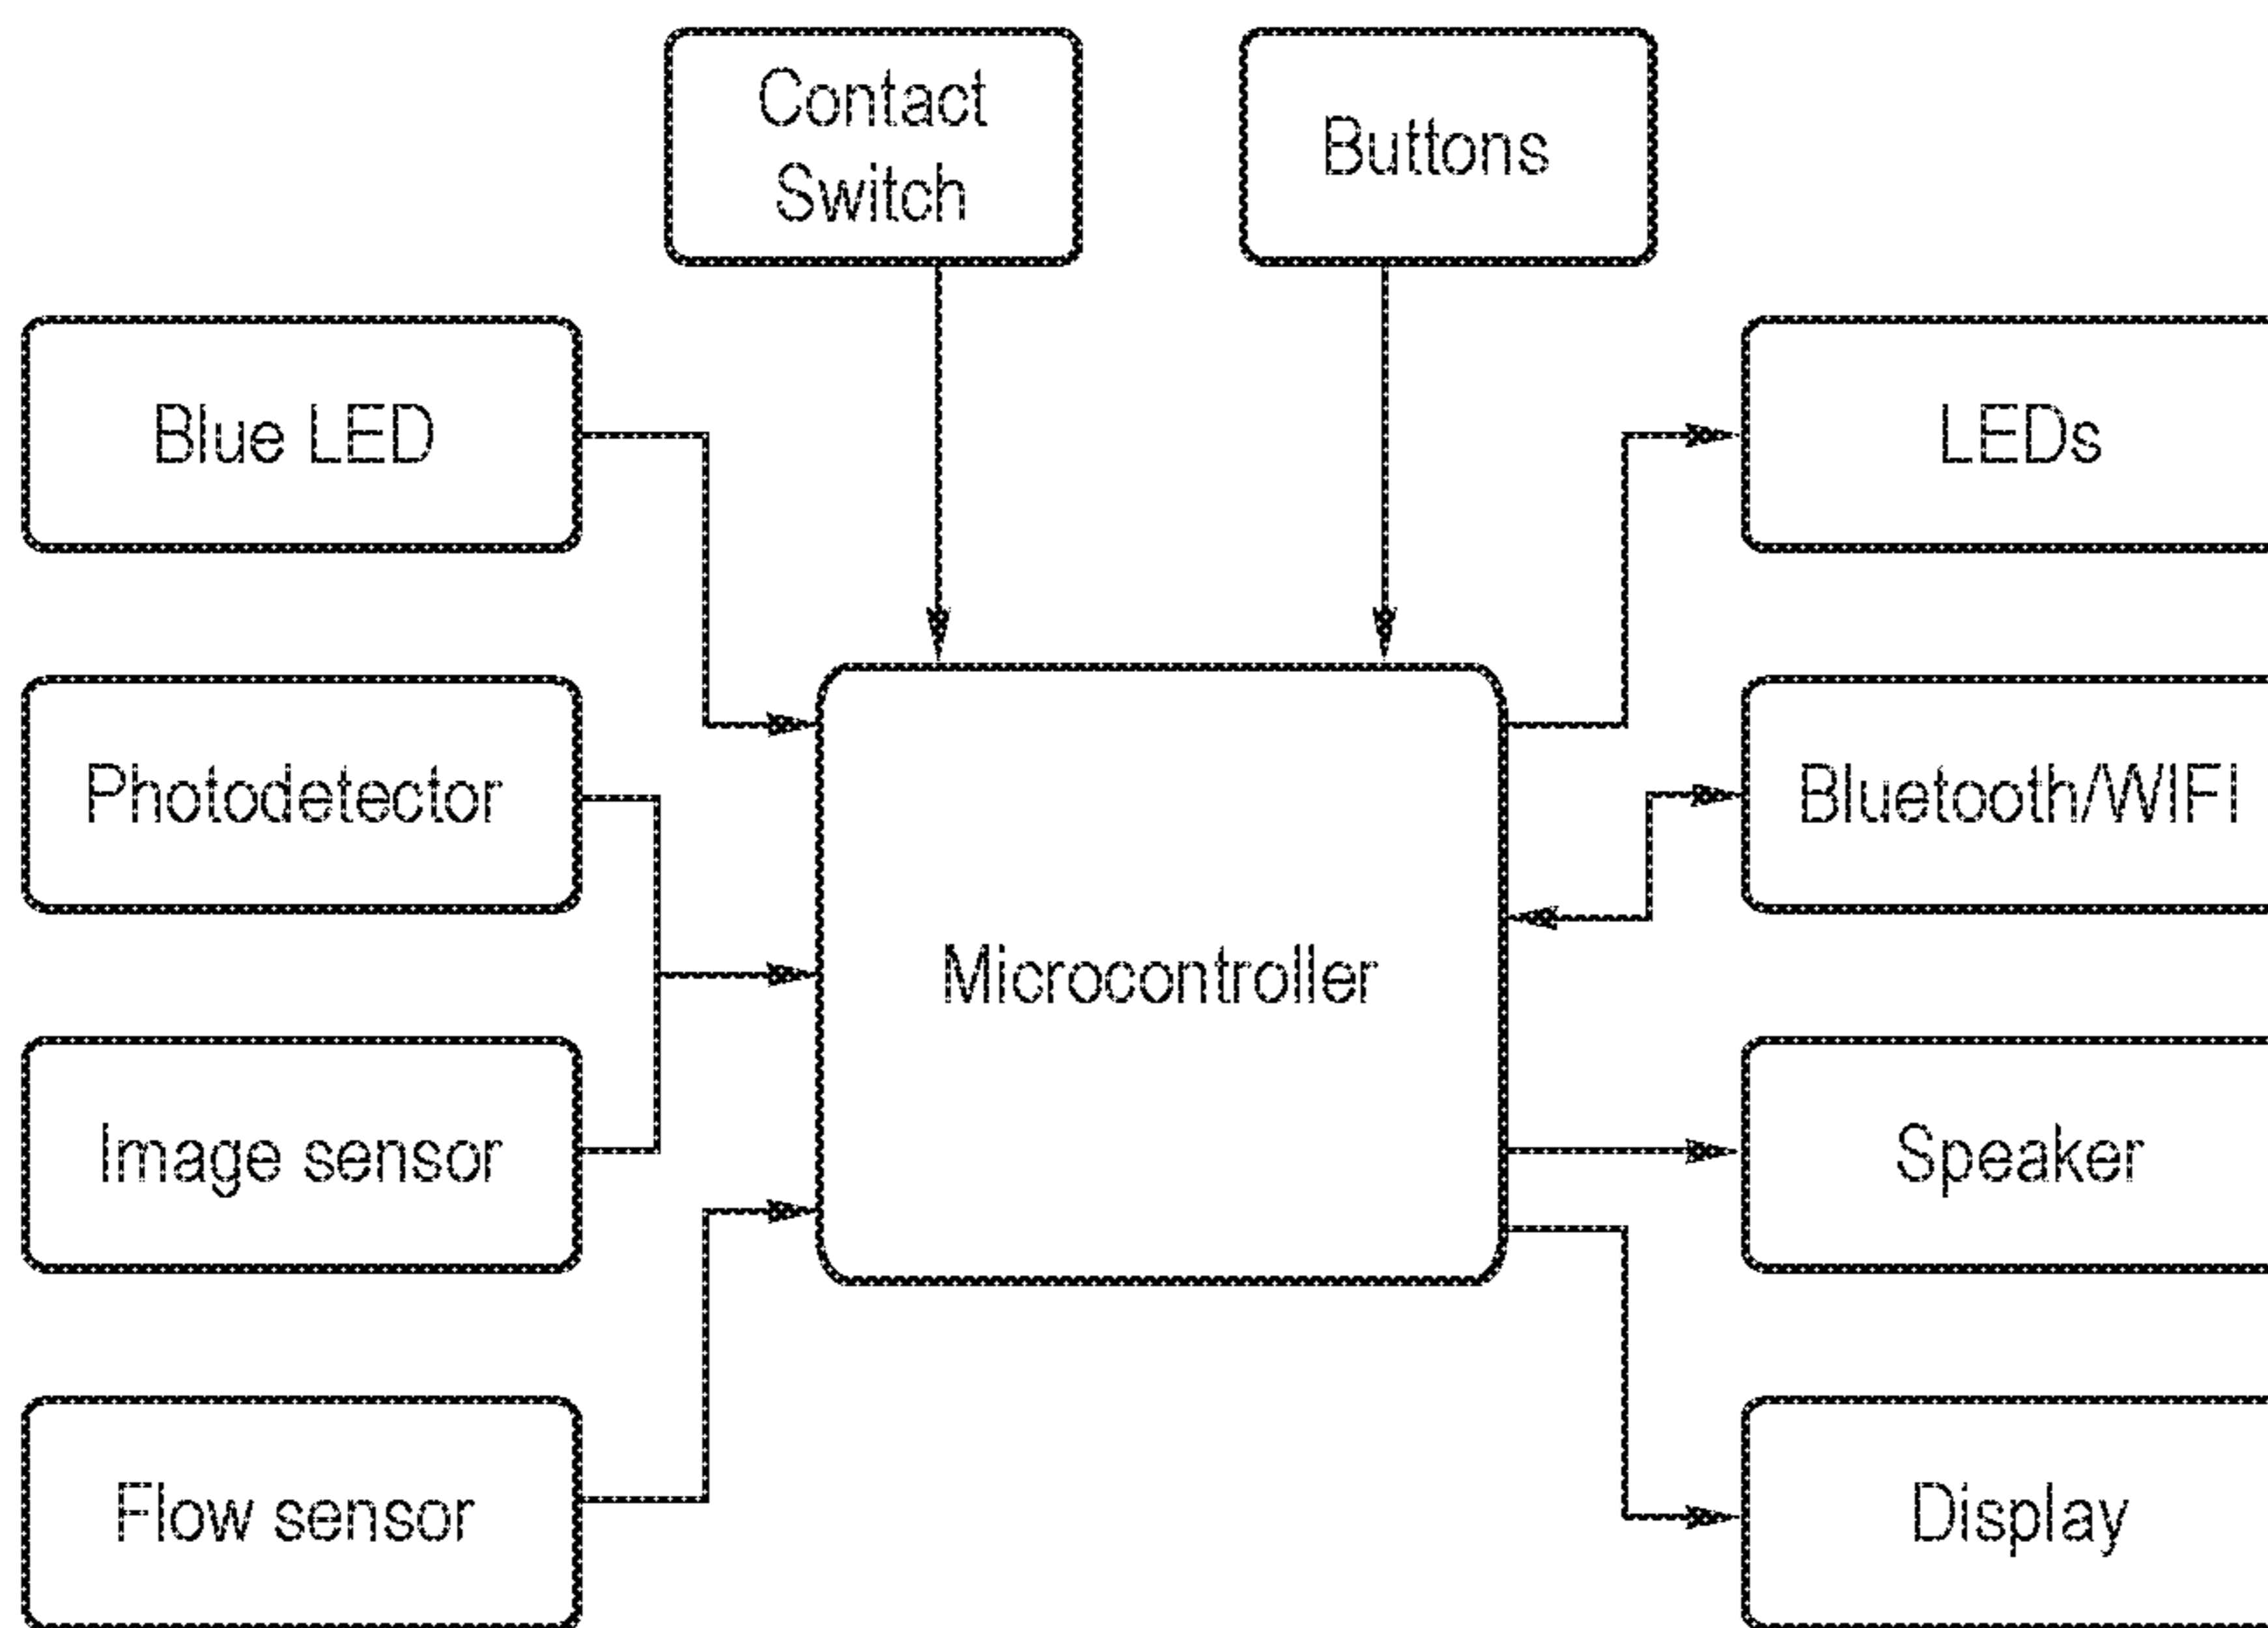 Contact
Switch
Buttons
Blue LED
LEDs
Photodetector
Bluetooth/WIFI
Microcontroller
Image sensor
Speaker
Flow sensor
Display